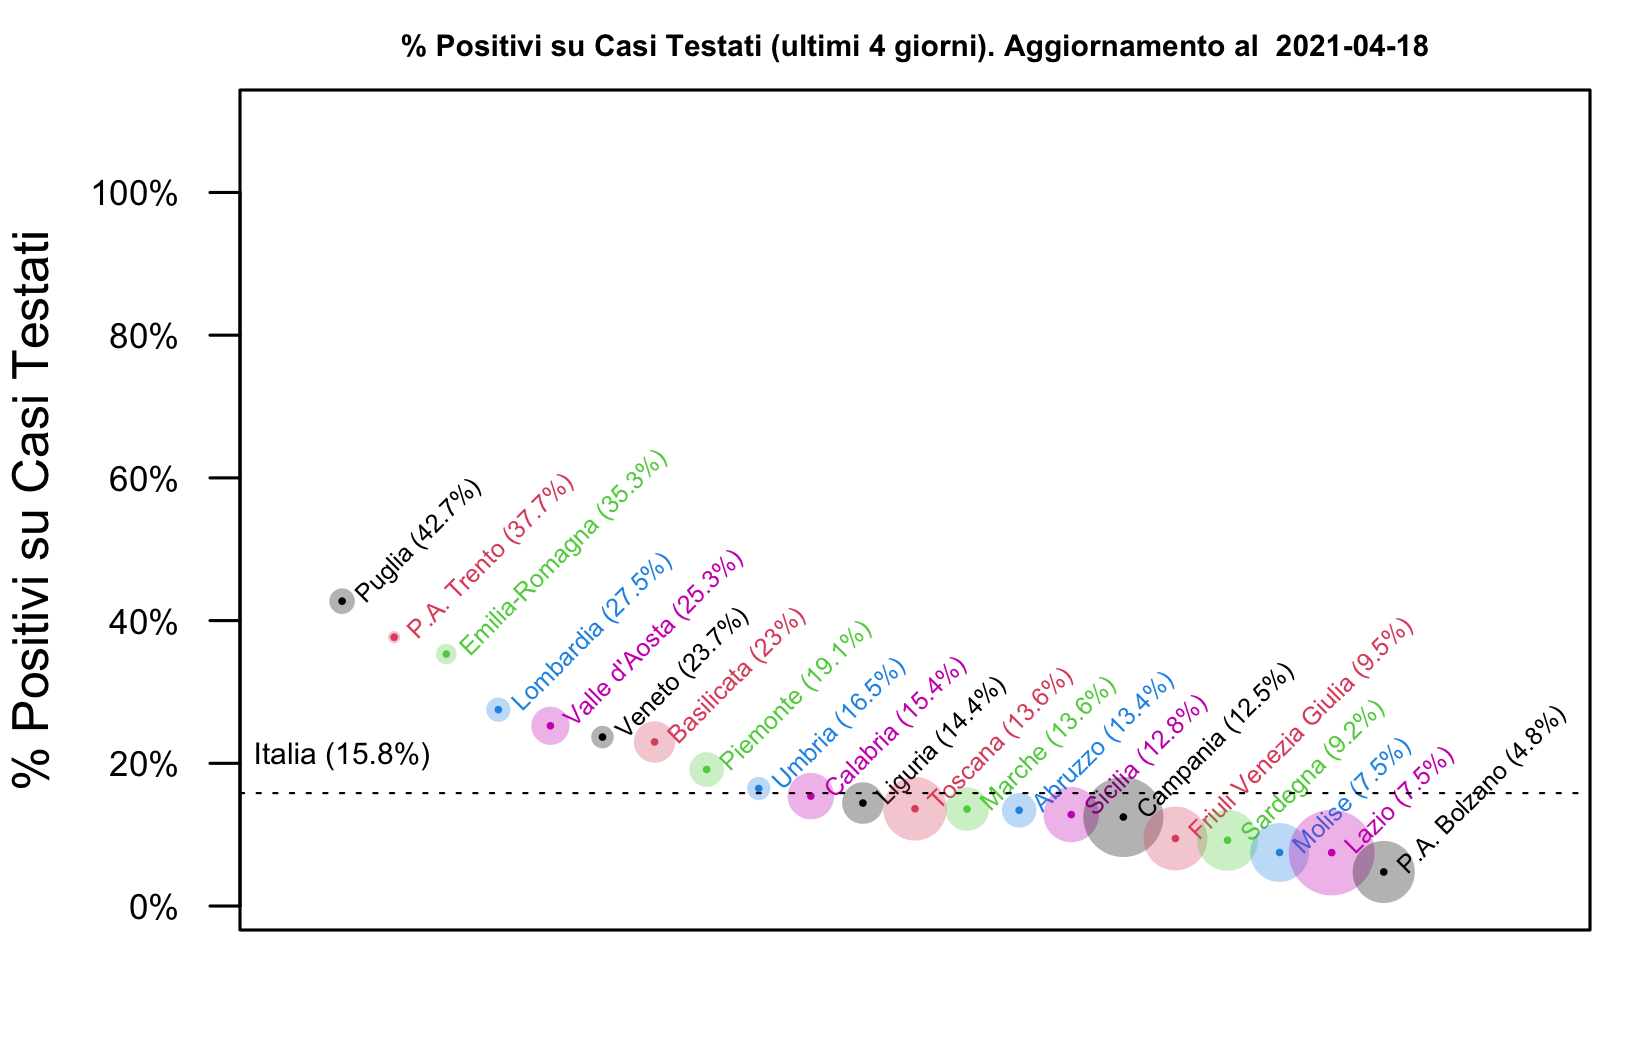 % Positivi su Casi Testati (ultimi 4 giorni). Aggiornamento al  2021-04-18
% Positivi su Casi Testati
100%
80%
60%
40%
20%
0%
Italia (15.8%)
Puglia (42.7%)
P.A. Trento (37.7%)
Emilia-Romagna (35.3%)
Lombardia (27.5%)
Valle d'Aosta (25.3%)
Veneto (23.7%)
Basilicata (23%)
Piemonte (19.1%)
Umbria (16.5%)
Calabria (15.4%)
Liguria (14.4%)
Toscana (13.6%)
Marche (13.6%)
Abruzzo (13.4%)
Sicilia (12.8%)
Campania (12.5%)
Friuli Venezia Giulia (9.5%)
Sardegna (9.2%)
Molise (7.5%)
Lazio (7.5%)
P.A. Bolzano (4.8%)